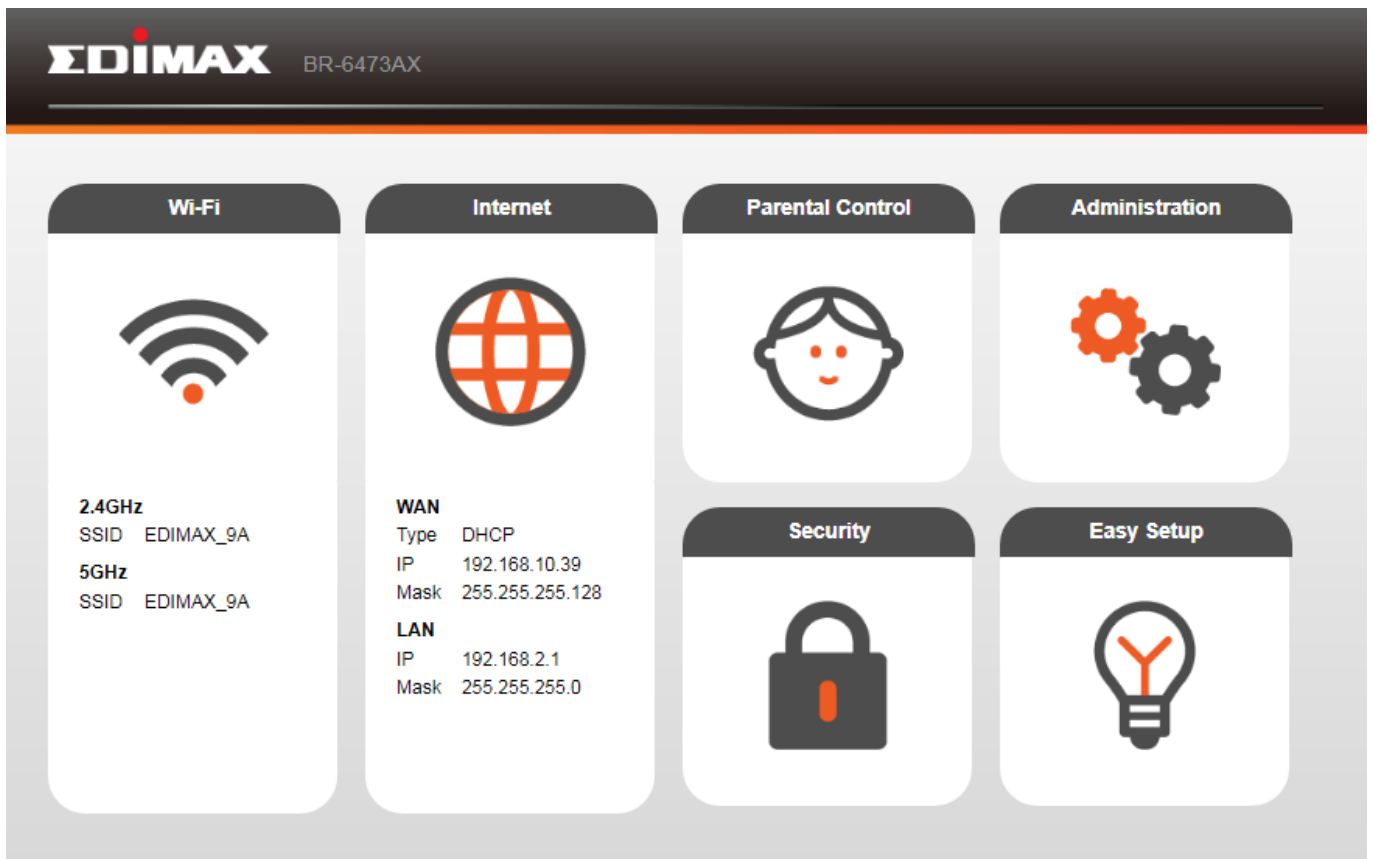 EDIMAX BR-6473AX
Wi-Fi
2.4GHz
SSID EDIMAX_9A
5GHz
SSID EDIMAX_9A
Internet
WAN
Type DHCP
IP 192.168.10.39
Mask 255.255.255.128
LAN
IP 192.168.2.1
Mask 255.255.255.0
Parental Control
Administration
Security
Easy Setup